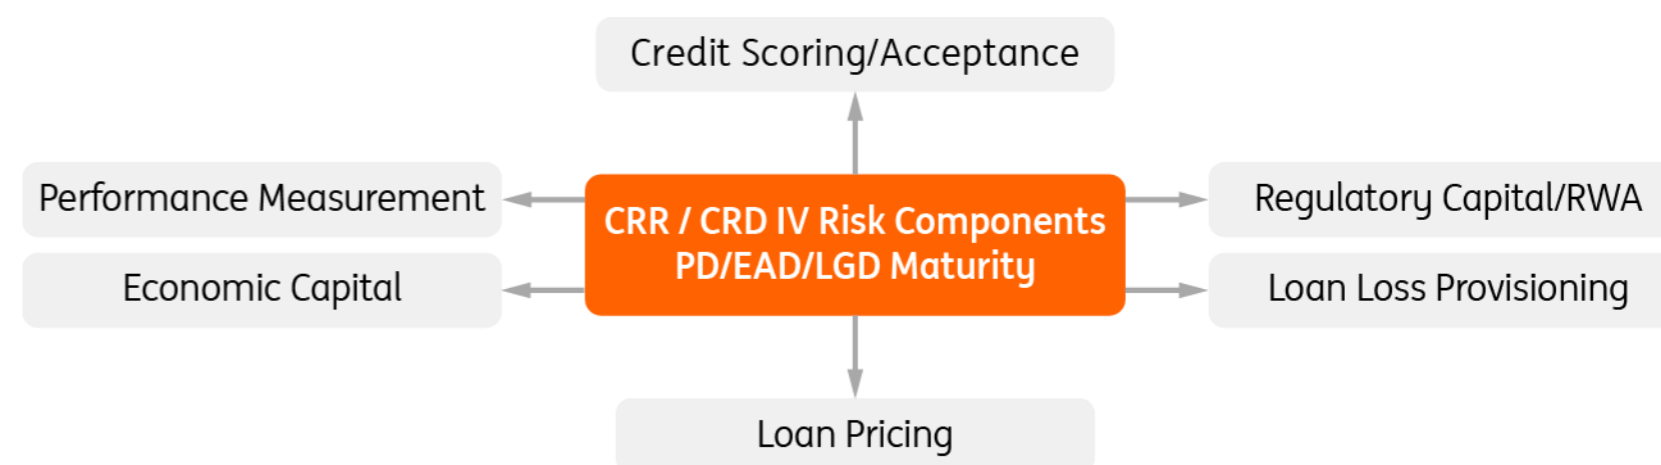 Credit Scoring/Acceptance
Performance Measurement
CRR / CRD IV Risk Components
PD/EAD/LGD Maturity
Regulatory Capital/RWA
Economic Capital
Loan Loss Provisioning
Loan Pricing